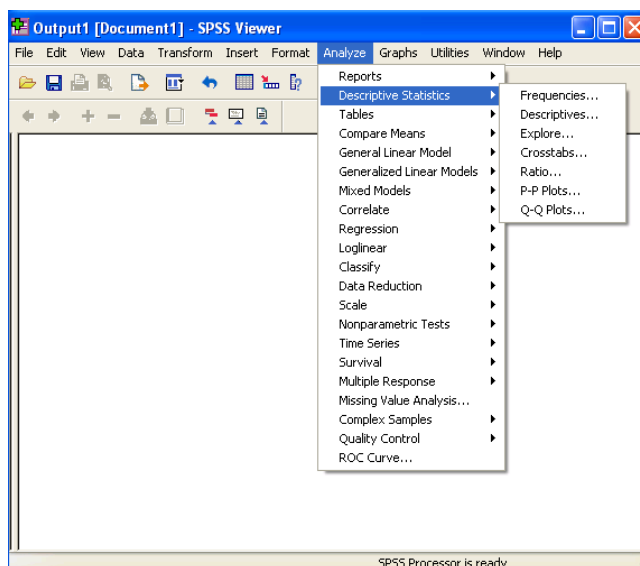 Output1 [Document1] - SPSS Viewer
File Edit View Data Transform Insert Format Analyze Graphs Utilities Window Help
Reports
Descriptive Statistics
Tables
Compare Means
General Linear Model
Generalized Linear Models
Mixed Models
Correlate
Regression
Loglinear
Classify
Data Reduction
Scale
Nonparametric Tests
Time Series
Survival
Multiple Response
Missing Value Analysis...
Complex Samples
Quality Control
ROC Curve...
Frequencies...
Descriptives...
Explore...
Crosstabs...
Ratio...
P-P Plots...
Q-Q Plots...
SPSS Processor is ready